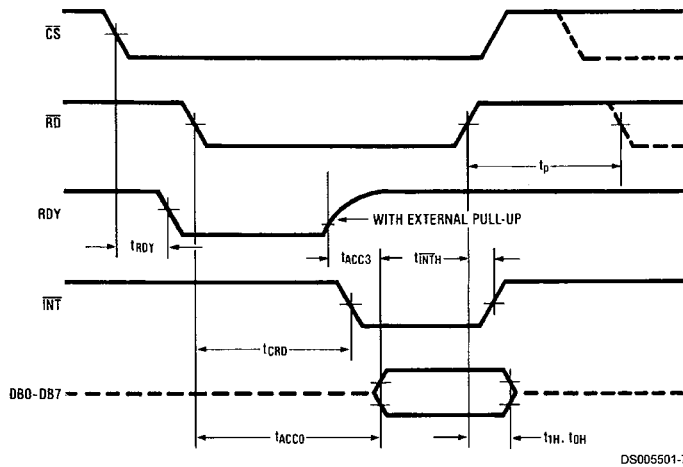 CS
RD
tp
RDY
WITH EXTERNAL PULL-UP
tRDY
tACC3
tINTH
INT
tCRD
DB0-DB7
tACC0
t1H, t0H
DS005501-7